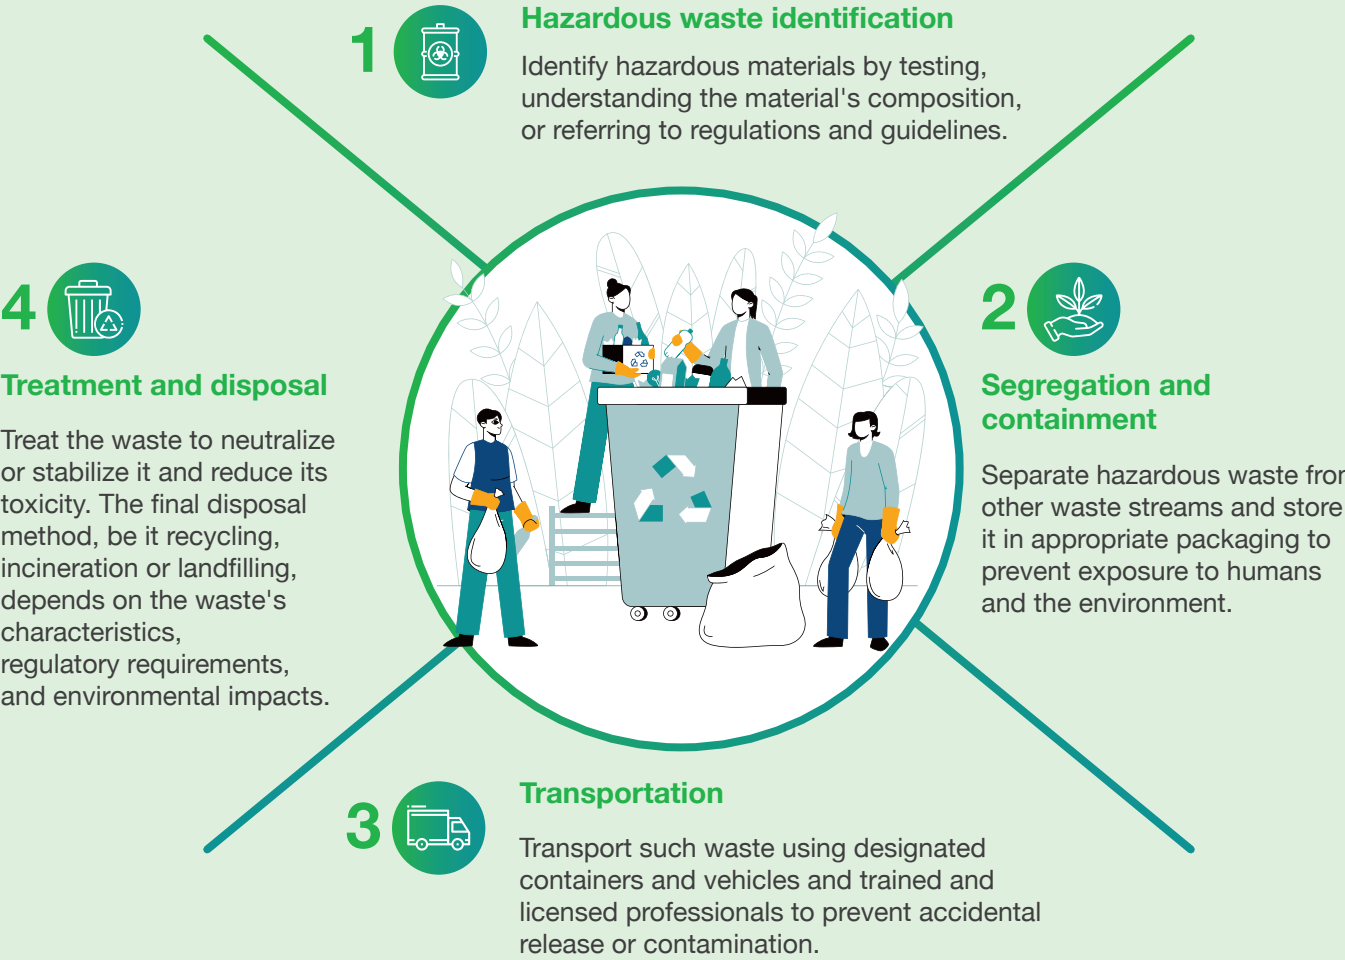 1
Hazardous waste identification
Identify hazardous materials by testing,
understanding the material's composition,
or referring to regulations and guidelines.
2
Segregation and
containment
Separate hazardous waste
other waste streams and store
it in appropriate packaging to
prevent exposure to humans
and the environment.
3
Transportation
Transport such waste using designated
containers and vehicles and trained and
licensed professionals to prevent accidental
release or contamination.
4
Treatment and disposal
Treat the waste to neutralize
or stabilize it and reduce its
toxicity. The final disposal
method, be it recycling,
incineration or landfilling,
depends on the waste's
characteristics,
regulatory requirements,
and environmental impacts.